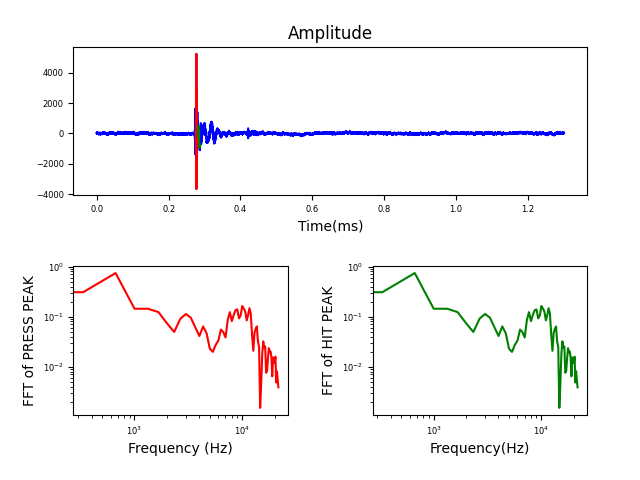 Amplitude
4000
2000
0
−2000
−4000
0.0 0.2 0.4 0.6 0.8 1.0 1.2
Time(ms)
FFT of PRESS PEAK
10⁰
10⁻¹
10⁻²
10³ 10⁴
Frequency (Hz)
FFT of HIT PEAK
10⁰
10⁻¹
10⁻²
10³ 10⁴
Frequency(Hz)